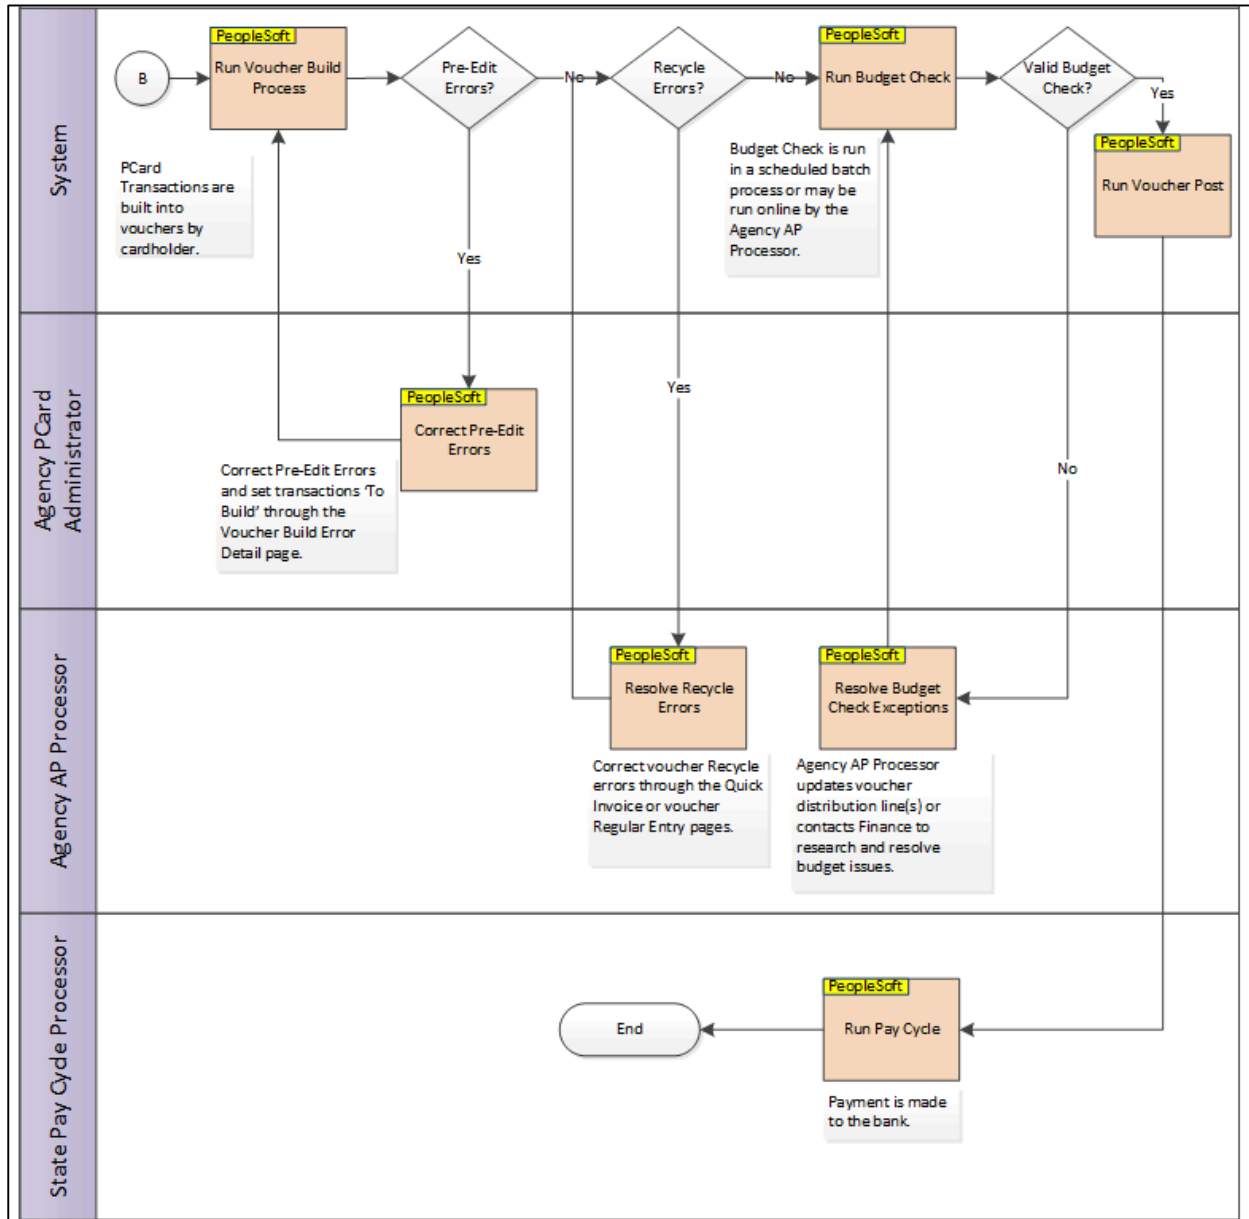 System
B
PeopleSoft
Run Voucher Build
Process
PCard
Transactions are
built into
vouchers by
cardholder.
Pre-Edit
Errors?
No
Yes
Recycle
Errors?
No
Yes
PeopleSoft
Run Budget Check
Budget Check is run
in a scheduled batch
process or may be
run online by the
Agency AP
Processor.
Valid Budget
Check?
Yes
No
PeopleSoft
Run Voucher Post
Agency PCard
Administrator
PeopleSoft
Correct Pre-Edit
Errors
Correct Pre-Edit Errors
and set transactions ‘To
Build’ through the
Voucher Build Error
Detail page.
Agency AP Processor
PeopleSoft
Resolve Recycle
Errors
Correct voucher Recycle
errors through the Quick
Invoice or voucher
Regular Entry pages.
PeopleSoft
Resolve Budget
Check Exceptions
Agency AP Processor
updates voucher
distribution line(s) or
contacts Finance to
research and resolve
budget issues.
State Pay Cycle Processor
End
PeopleSoft
Run Pay Cycle
Payment is made
to the bank.